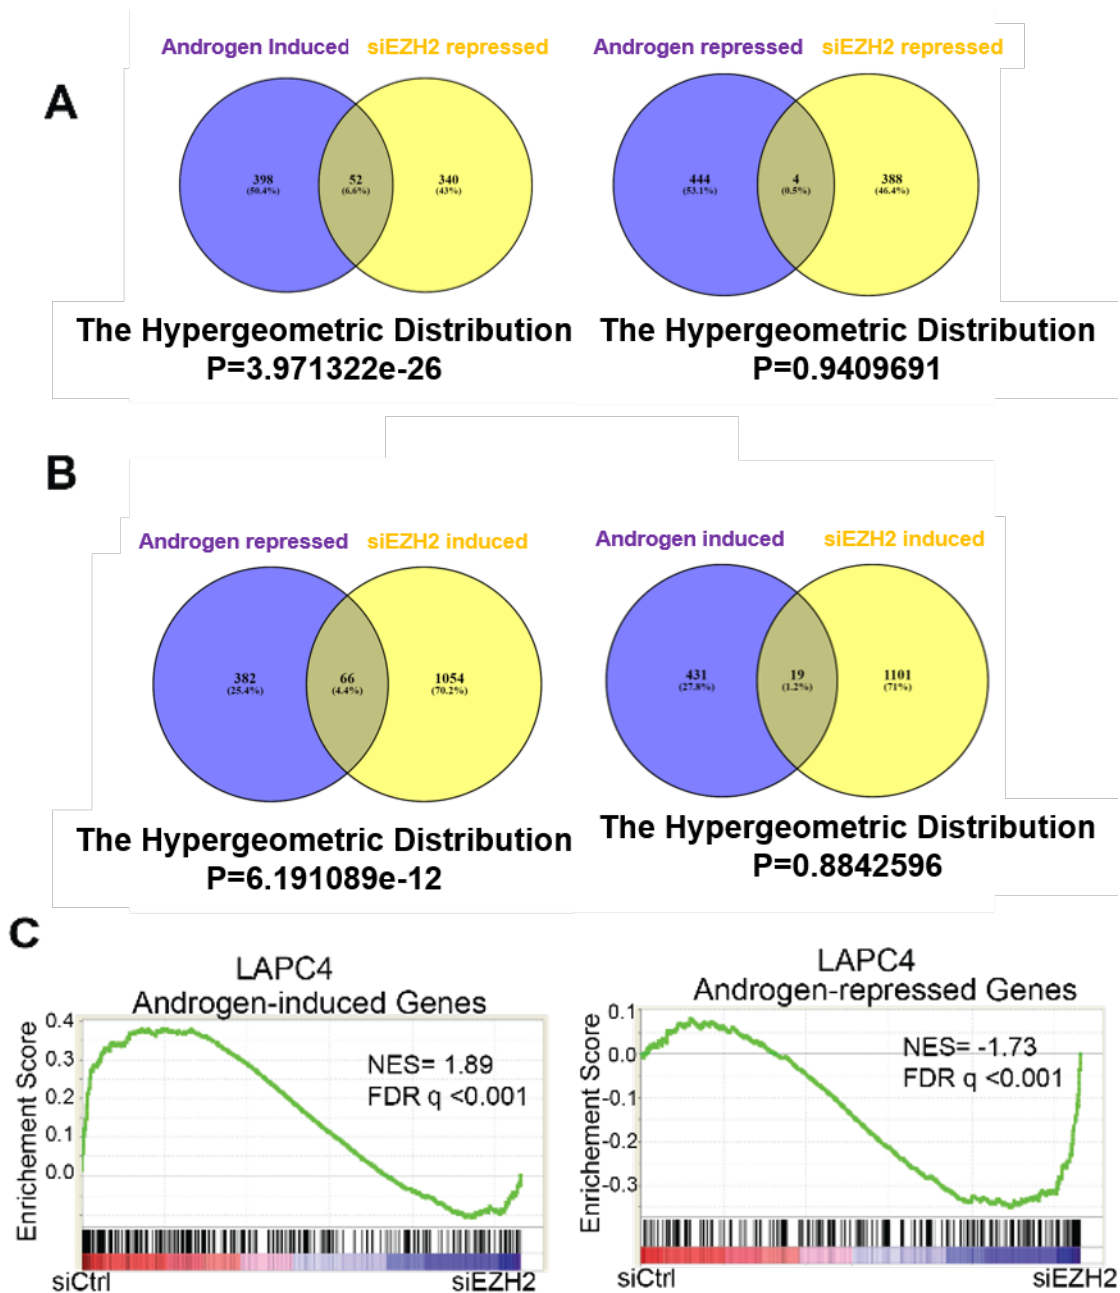 A
Androgen Induced siEZH2 repressed
398 52 340
(50.4%) (6.6%) (43%)
The Hypergeometric Distribution
P=3.971322e-26
Androgen repressed siEZH2 repressed
444 4 388
(53.1%) (0.5%) (46.4%)
The Hypergeometric Distribution
P=0.9409691
B
Androgen repressed siEZH2 induced
382 66 1054
(25.4%) (4.4%) (70.2%)
The Hypergeometric Distribution
P=6.191089e-12
Androgen induced siEZH2 induced
431 19 1101
(27.8%) (1.2%) (71%)
The Hypergeometric Distribution
P=0.8842596
C
LAPC4
Androgen-induced Genes
Enrichement Score
0.4
0.3
0.2
0.1
0.0
NES= 1.89
FDR q <0.001
siCtrl siEZH2
LAPC4
Androgen-repressed Genes
Enrichement Score
0.1
0.0
-0.1
-0.2
-0.3
NES= -1.73
FDR q <0.001
siCtrl siEZH2